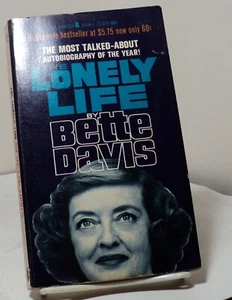 bestseller at $5.75 now only 60¢
THE MOST TALKED-ABOUT
AUTOBIOGRAPHY OF THE YEAR!
THE
LONELY
LIFE
BY
Bette
Davis